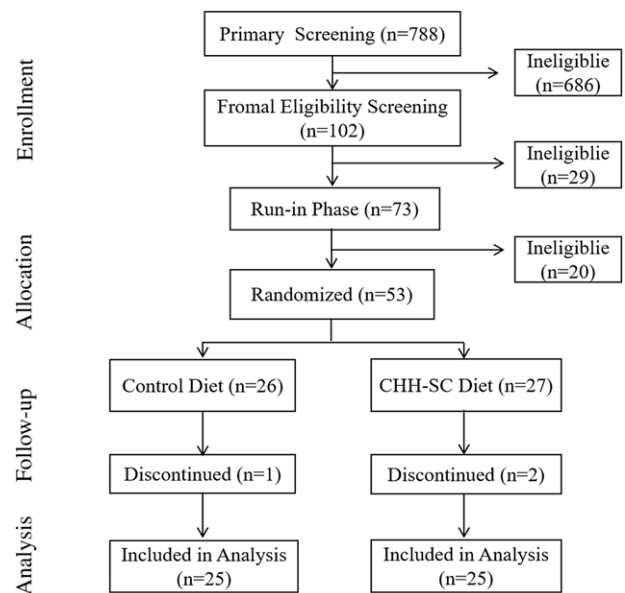 Enrollment
Primary Screening (n=788)
Ineligiblie
(n=686)
Fromal Eligibility Screening
(n=102)
Ineligiblie
(n=29)
Run-in Phase (n=73)
Allocation
Ineligiblie
(n=20)
Randomized (n=53)
Follow-up
Control Diet (n=26)
CHH-SC Diet (n=27)
Discontinued (n=1)
Discontinued (n=2)
Analysis
Included in Analysis
(n=25)
Included in Analysis
(n=25)